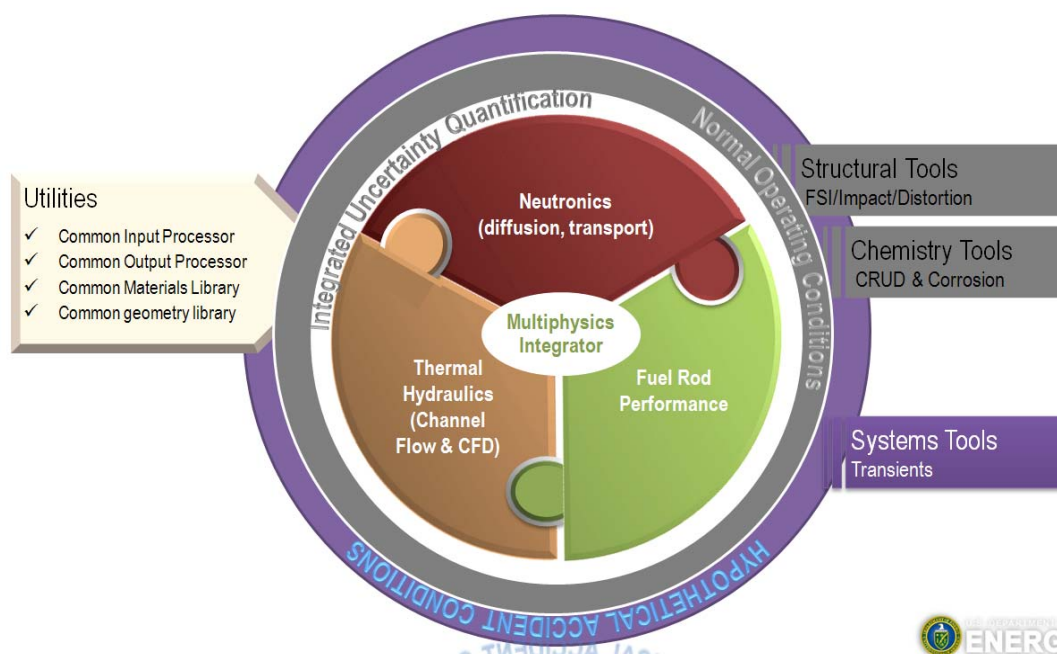 Utilities
✓ Common Input Processor
✓ Common Output Processor
✓ Common Materials Library
✓ Common geometry library
Integrated Uncertainty Quantification
Normal Operating Conditions
Neutronics
(diffusion, transport)
Multiphysics
Integrator
Thermal
Hydraulics
(Channel
Flow & CFD)
Fuel Rod
Performance
HYPOTHETICAL ACCIDENT CONDITIONS
Structural Tools
FSI/Impact/Distortion
Chemistry Tools
CRUD & Corrosion
Systems Tools
Transients
U.S. DEPARTMENT
ENERG